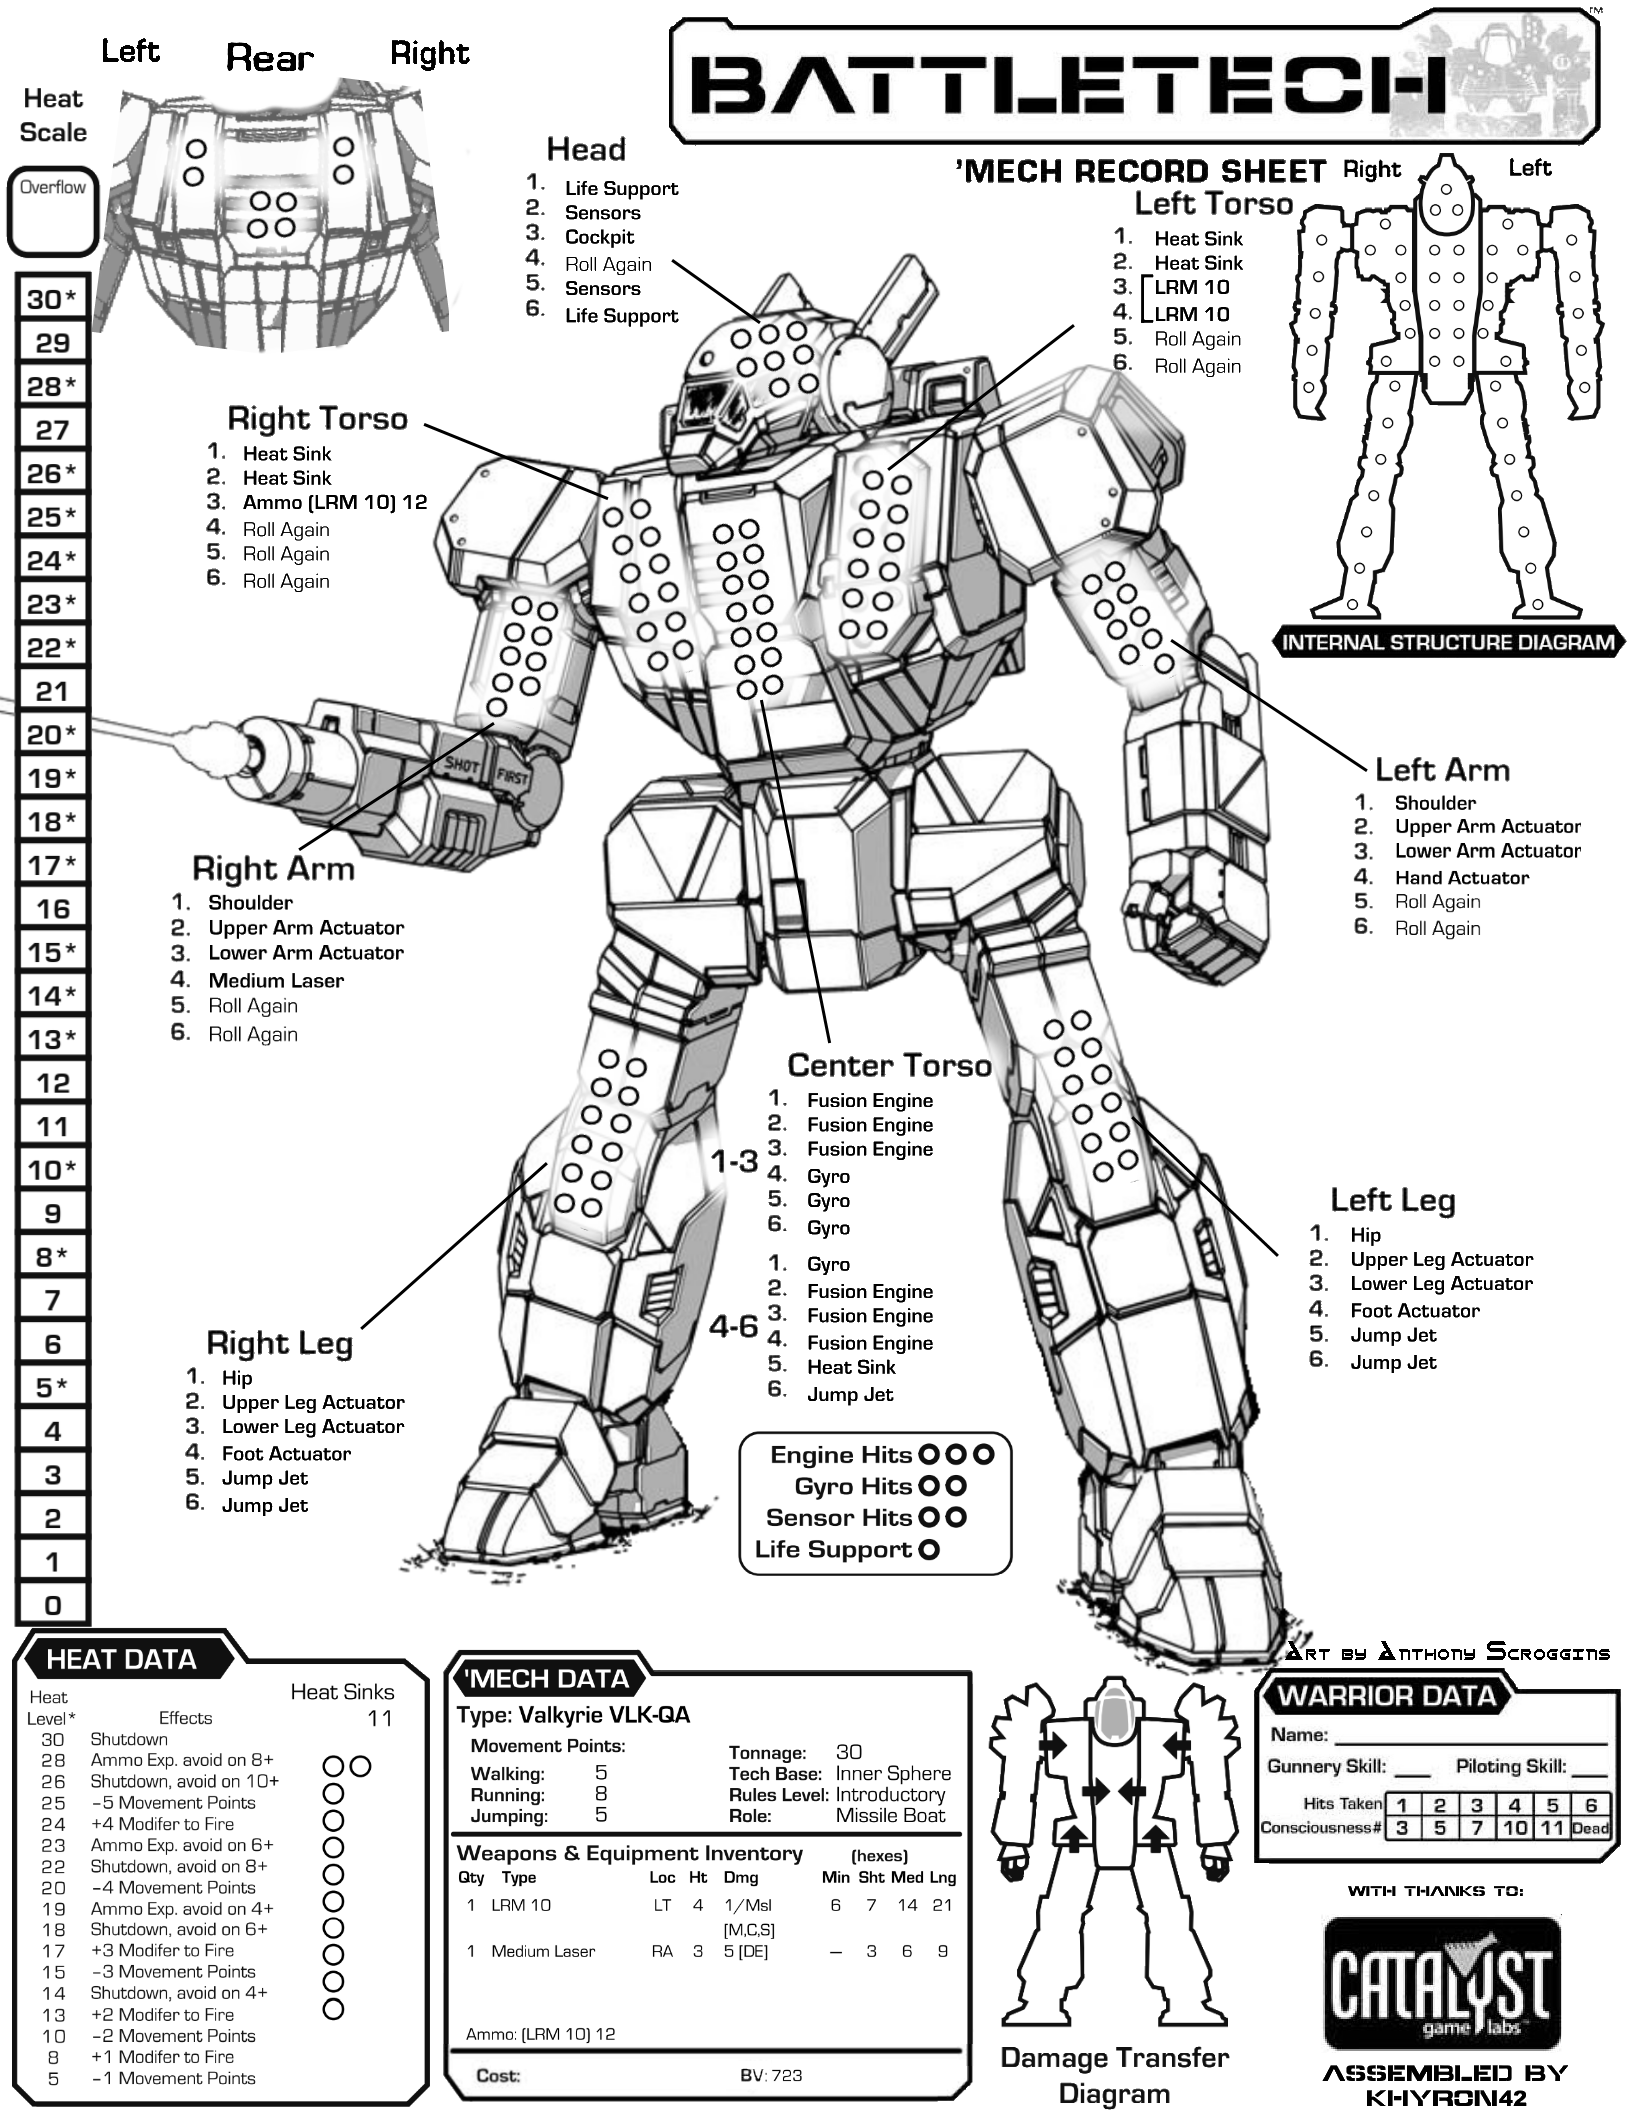 BATTLETECH
TM
'MECH RECORD SHEET
Left Rear Right
Heat
Scale
Overflow
30*
29
28*
27
26*
25*
24*
23*
22*
21
20*
19*
18*
17*
16
15*
14*
13*
12
11
10*
9
8*
7
6
5*
4
3
2
1
0
Head
1. Life Support
2. Sensors
3. Cockpit
4. Roll Again
5. Sensors
6. Life Support
Left Torso
1. Heat Sink
2. Heat Sink
3. LRM 10
4. LRM 10
5. Roll Again
6. Roll Again
Right Left
INTERNAL STRUCTURE DIAGRAM
Right Torso
1. Heat Sink
2. Heat Sink
3. Ammo (LRM 10) 12
4. Roll Again
5. Roll Again
6. Roll Again
SHOT FIRST
Right Arm
1. Shoulder
2. Upper Arm Actuator
3. Lower Arm Actuator
4. Medium Laser
5. Roll Again
6. Roll Again
Left Arm
1. Shoulder
2. Upper Arm Actuator
3. Lower Arm Actuator
4. Hand Actuator
5. Roll Again
6. Roll Again
Center Torso
1-3
1. Fusion Engine
2. Fusion Engine
3. Fusion Engine
4. Gyro
5. Gyro
6. Gyro
4-6
1. Gyro
2. Fusion Engine
3. Fusion Engine
4. Fusion Engine
5. Heat Sink
6. Jump Jet
Engine Hits
Gyro Hits
Sensor Hits
Life Support
Left Leg
1. Hip
2. Upper Leg Actuator
3. Lower Leg Actuator
4. Foot Actuator
5. Jump Jet
6. Jump Jet
Right Leg
1. Hip
2. Upper Leg Actuator
3. Lower Leg Actuator
4. Foot Actuator
5. Jump Jet
6. Jump Jet
HEAT DATA
Heat Sinks
11
Heat
Level* Effects
30 Shutdown
28 Ammo Exp. avoid on 8+
26 Shutdown, avoid on 10+
25 -5 Movement Points
24 +4 Modifer to Fire
23 Ammo Exp. avoid on 6+
22 Shutdown, avoid on 8+
20 -4 Movement Points
19 Ammo Exp. avoid on 4+
18 Shutdown, avoid on 6+
17 +3 Modifer to Fire
15 -3 Movement Points
14 Shutdown, avoid on 4+
13 +2 Modifer to Fire
10 -2 Movement Points
8 +1 Modifer to Fire
5 -1 Movement Points
'MECH DATA
Type: Valkyrie VLK-QA
Movement Points:
Walking: 5
Running: 8
Jumping: 5
Tonnage: 30
Tech Base: Inner Sphere
Rules Level: Introductory
Role: Missile Boat
Weapons & Equipment Inventory (hexes)
Qty Type Loc Ht Dmg Min Sht Med Lng
1 LRM 10 LT 4 1/Msl 6 7 14 21
[M,C,S]
1 Medium Laser RA 3 5 [DE] — 3 6 9
Ammo: (LRM 10) 12
Cost: BV: 723
Damage Transfer
Diagram
Art by Anthony Scroggins
WARRIOR DATA
Name:
Gunnery Skill: Piloting Skill:
Hits Taken 1 2 3 4 5 6
Consciousness# 3 5 7 10 11 Dead
WITH THANKS TO:
CATALYST
game labs
ASSEMBLED BY
KHYRON42